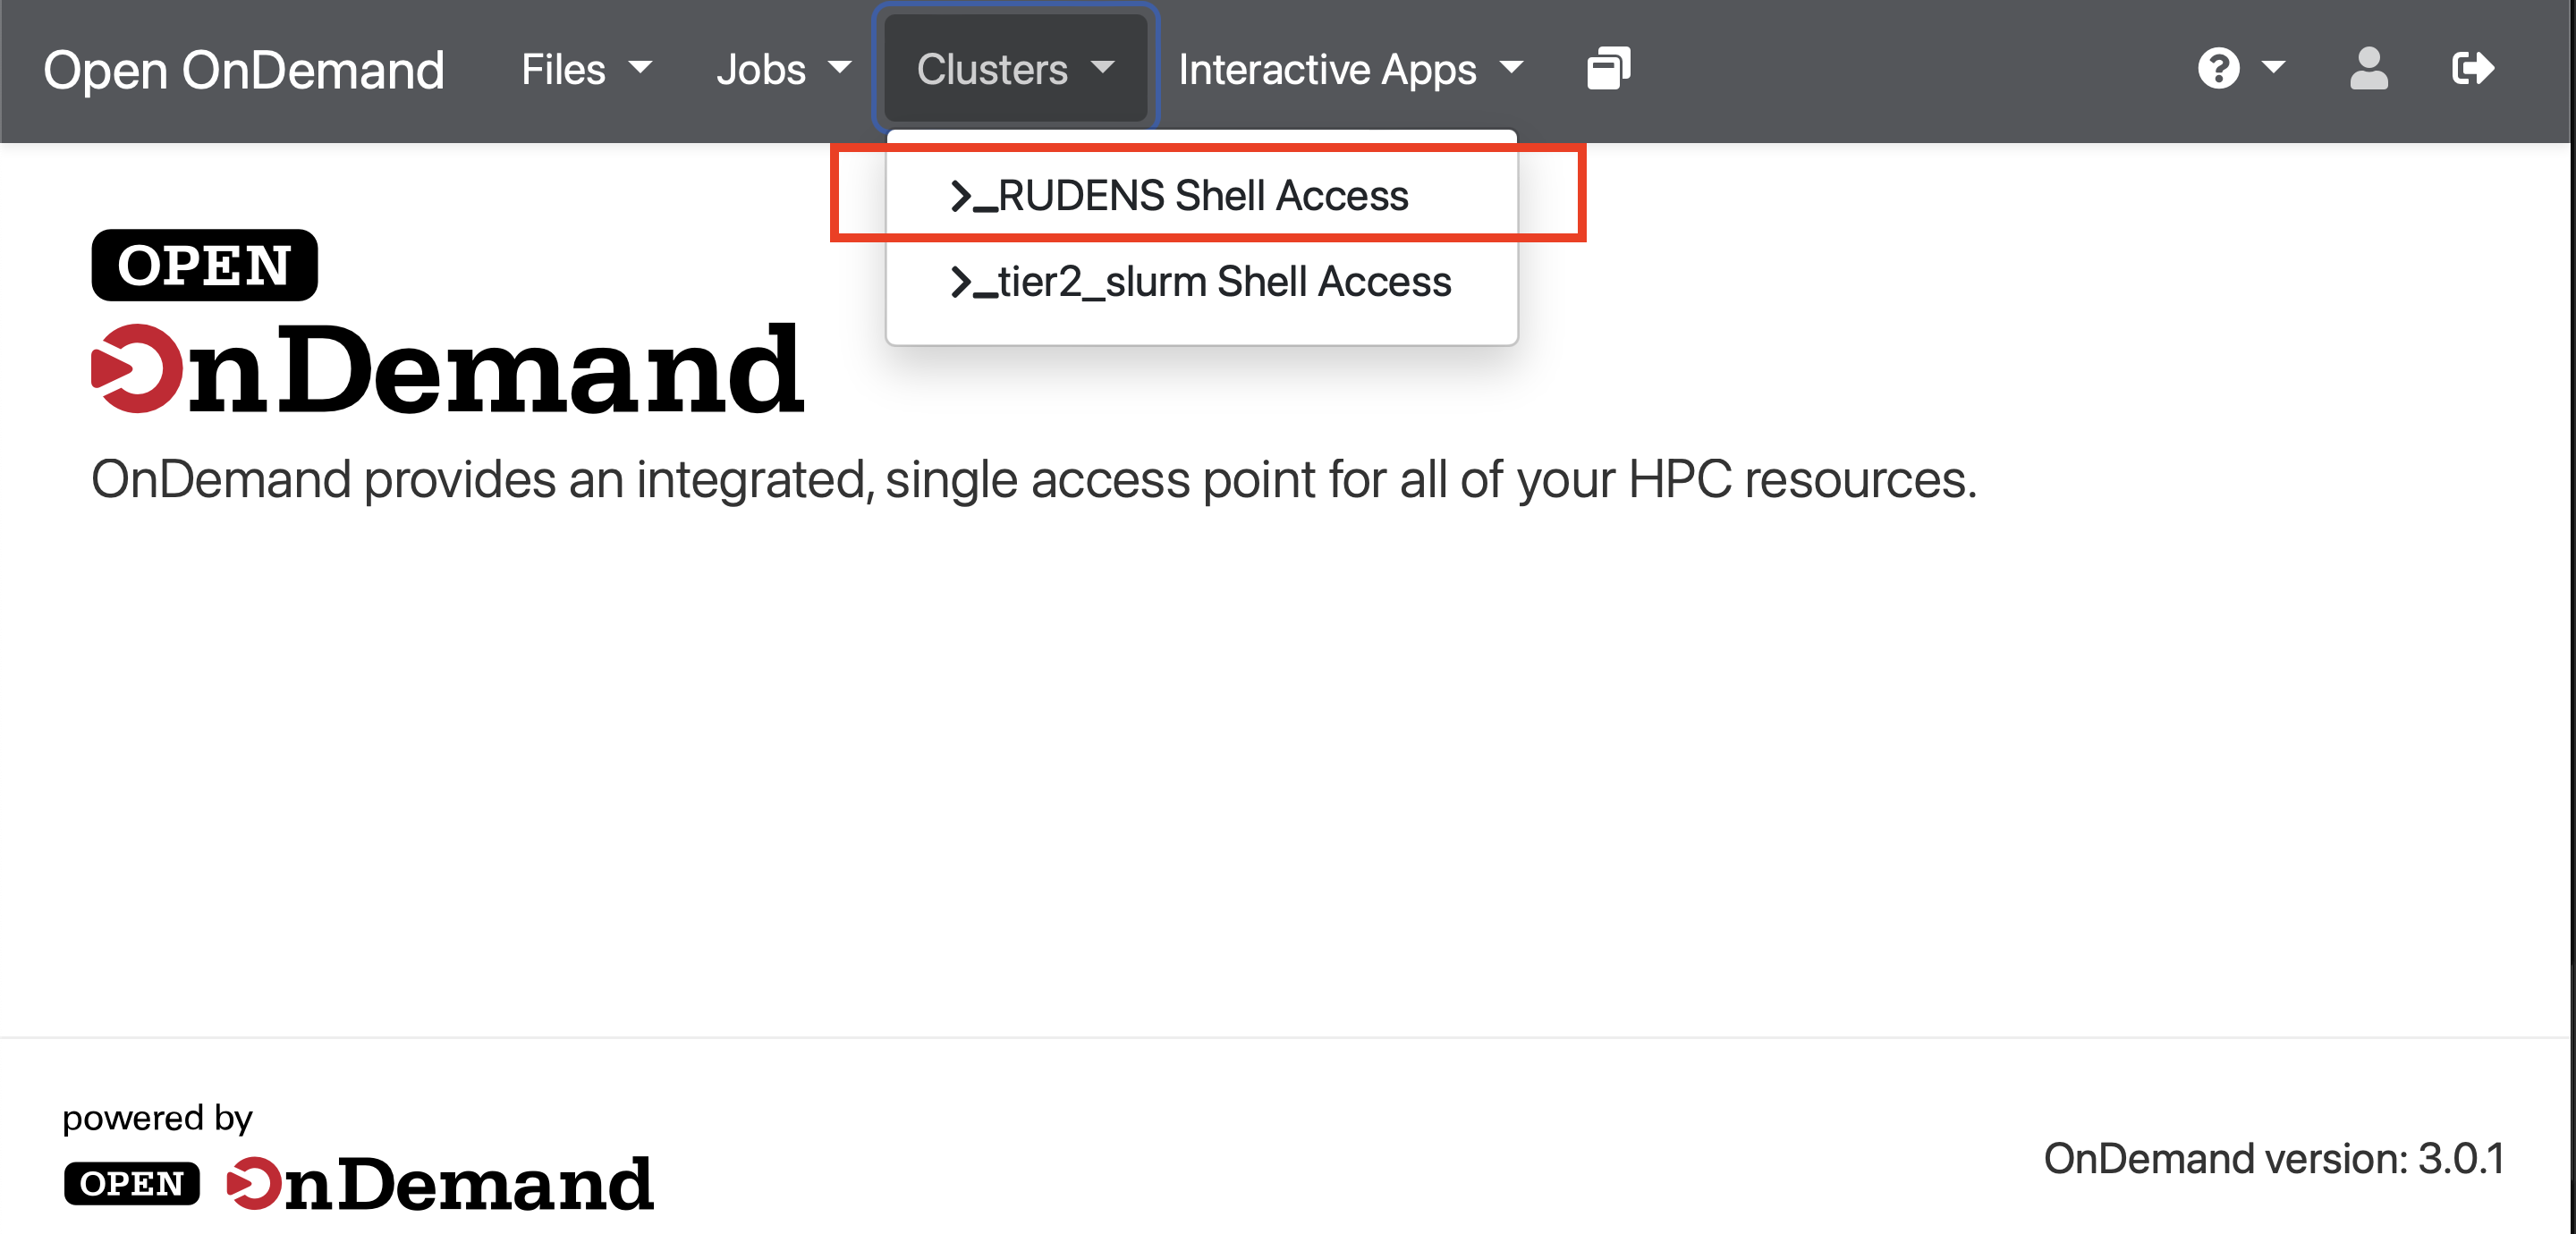 Open OnDemand Files Jobs Clusters Interactive Apps
>_RUDENS Shell Access
>_tier2_slurm Shell Access
OPEN
OnDemand
OnDemand provides an integrated, single access point for all of your HPC resources.
powered by
OPEN OnDemand
OnDemand version: 3.0.1